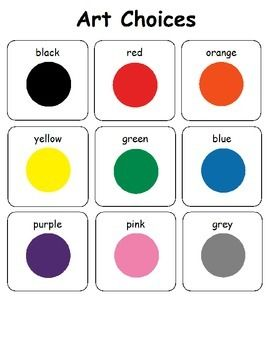 Art Choices
black red orange
yellow green blue
purple pink grey